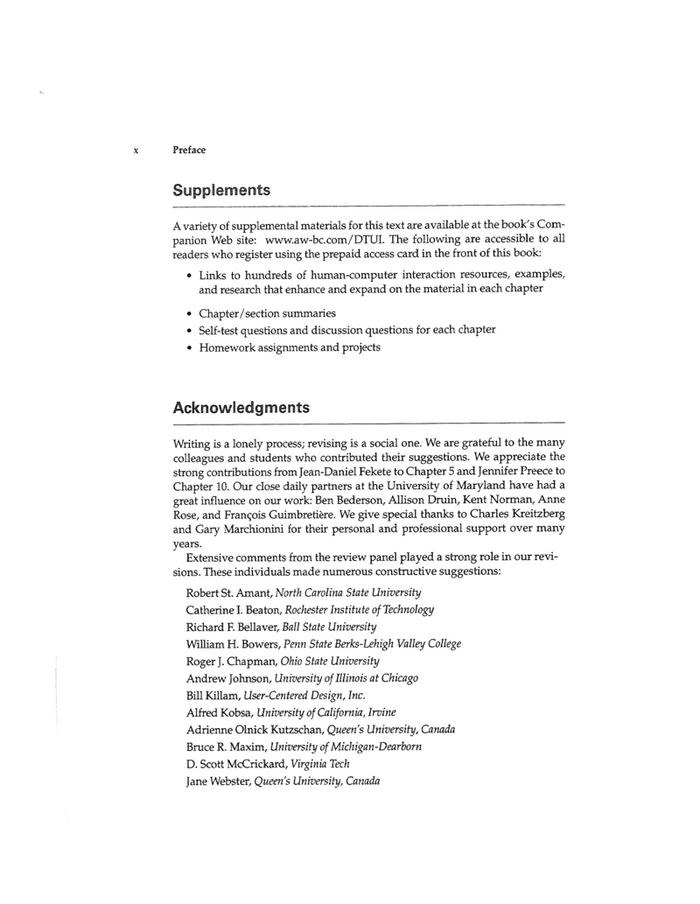 x Preface
Supplements
A variety of supplemental materials for this text are available at the book's Com-
panion Web site: www.aw-bc.com/DTUI. The following are accessible to all
readers who register using the prepaid access card in the front of this book:
• Links to hundreds of human-computer interaction resources, examples,
and research that enhance and expand on the material in each chapter
• Chapter/section summaries
• Self-test questions and discussion questions for each chapter
• Homework assignments and projects
Acknowledgments
Writing is a lonely process; revising is a social one. We are grateful to the many
colleagues and students who contributed their suggestions. We appreciate the
strong contributions from Jean-Daniel Fekete to Chapter 5 and Jennifer Preece to
Chapter 10. Our close daily partners at the University of Maryland have had a
great influence on our work: Ben Bederson, Allison Druin, Kent Norman, Anne
Rose, and François Guimbretière. We give special thanks to Charles Kreitzberg
and Gary Marchionini for their personal and professional support over many
years.
Extensive comments from the review panel played a strong role in our revi-
sions. These individuals made numerous constructive suggestions:
Robert St. Amant, North Carolina State University
Catherine I. Beaton, Rochester Institute of Technology
Richard F. Bellaver, Ball State University
William H. Bowers, Penn State Berks-Lehigh Valley College
Roger J. Chapman, Ohio State University
Andrew Johnson, University of Illinois at Chicago
Bill Killam, User-Centered Design, Inc.
Alfred Kobsa, University of California, Irvine
Adrienne Olnick Kutzschan, Queen's University, Canada
Bruce R. Maxim, University of Michigan-Dearborn
D. Scott McCrickard, Virginia Tech
Jane Webster, Queen's University, Canada